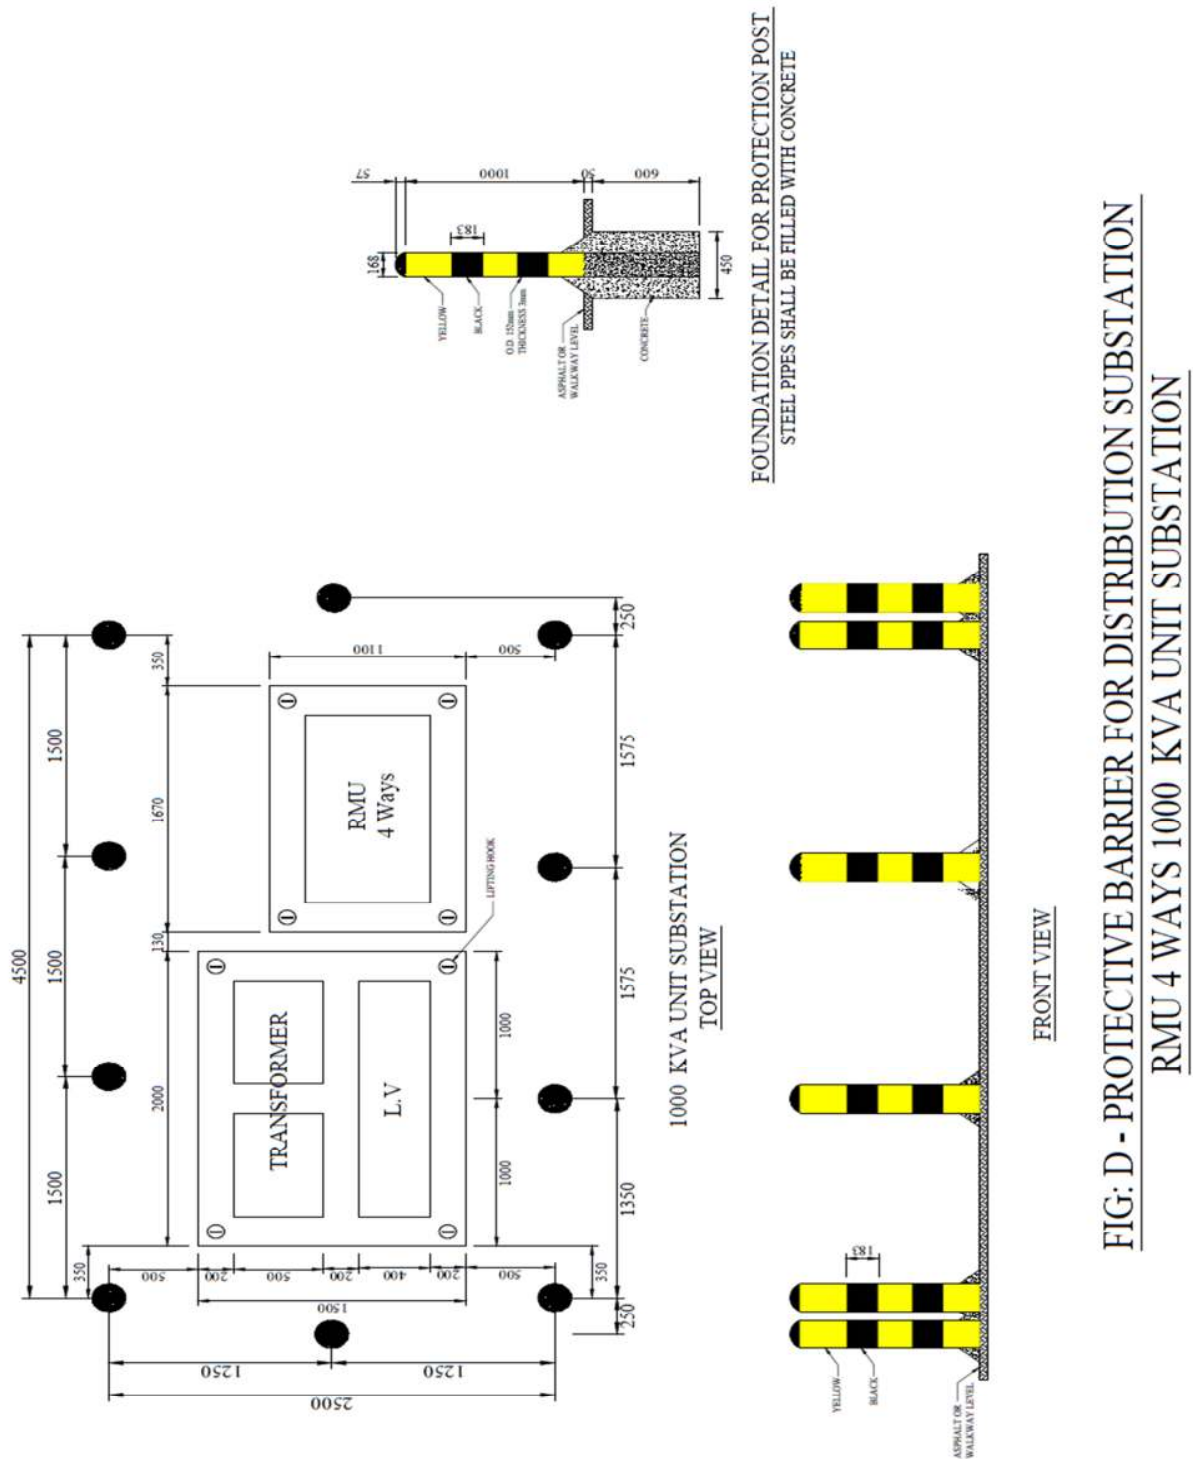 4500
1500
1500
1500
350
2000
130
1670
350
TRANSFORMER
L.V
RMU
4 Ways
1100
500
500
200
500
200
400
200
500
1500
1250
1250
2500
1000
1000
LIFTING HOOK
350
250
1350
1575
1575
250
1000 KVA UNIT SUBSTATION
TOP VIEW
57
1000
50
600
168
183
450
YELLOW
BLACK
O.D. 152mm
THICKNESS 3mm
ASPHALT OR
WALKWAY LEVEL
CONCRETE
FOUNDATION DETAIL FOR PROTECTION POST
STEEL PIPES SHALL BE FILLED WITH CONCRETE
183
YELLOW
BLACK
ASPHALT OR
WALKWAY LEVEL
FRONT VIEW
FIG: D - PROTECTIVE BARRIER FOR DISTRIBUTION SUBSTATION
RMU 4 WAYS 1000 KVA UNIT SUBSTATION